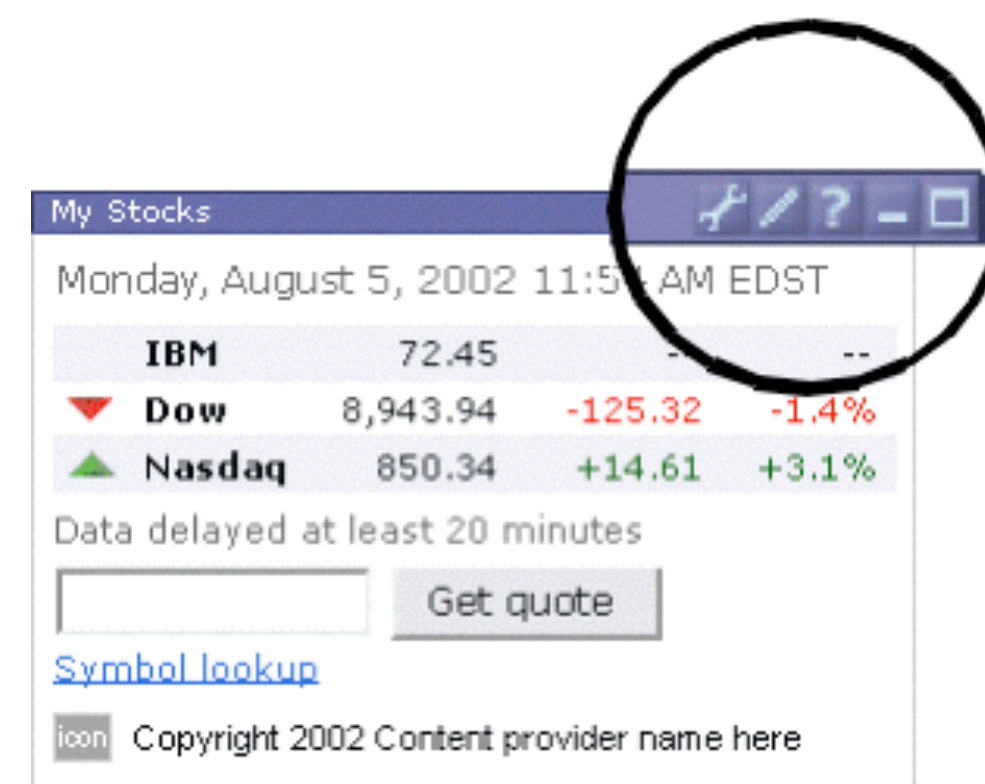 My Stocks ?
Monday, August 5, 2002 11:5 AM EDST
IBM 72.45 -- --
Dow 8,943.94 -125.32 -1.4%
Nasdaq 850.34 +14.61 +3.1%
Data delayed at least 20 minutes
Get quote
Symbol lookup
icon Copyright 2002 Content provider name here